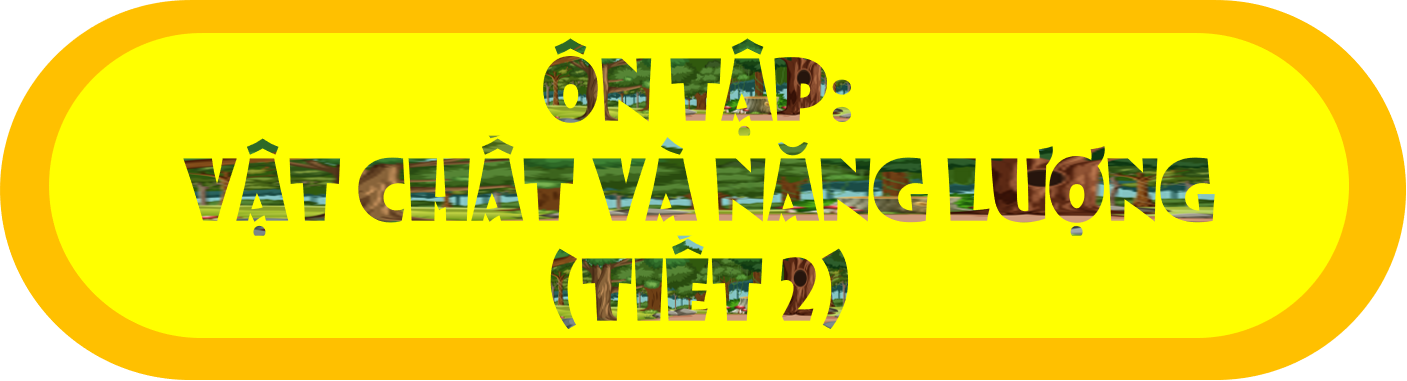 ÔN TẬP:
VẬT CHẤT VÀ NĂNG LƯỢNG
(TIẾT 2)